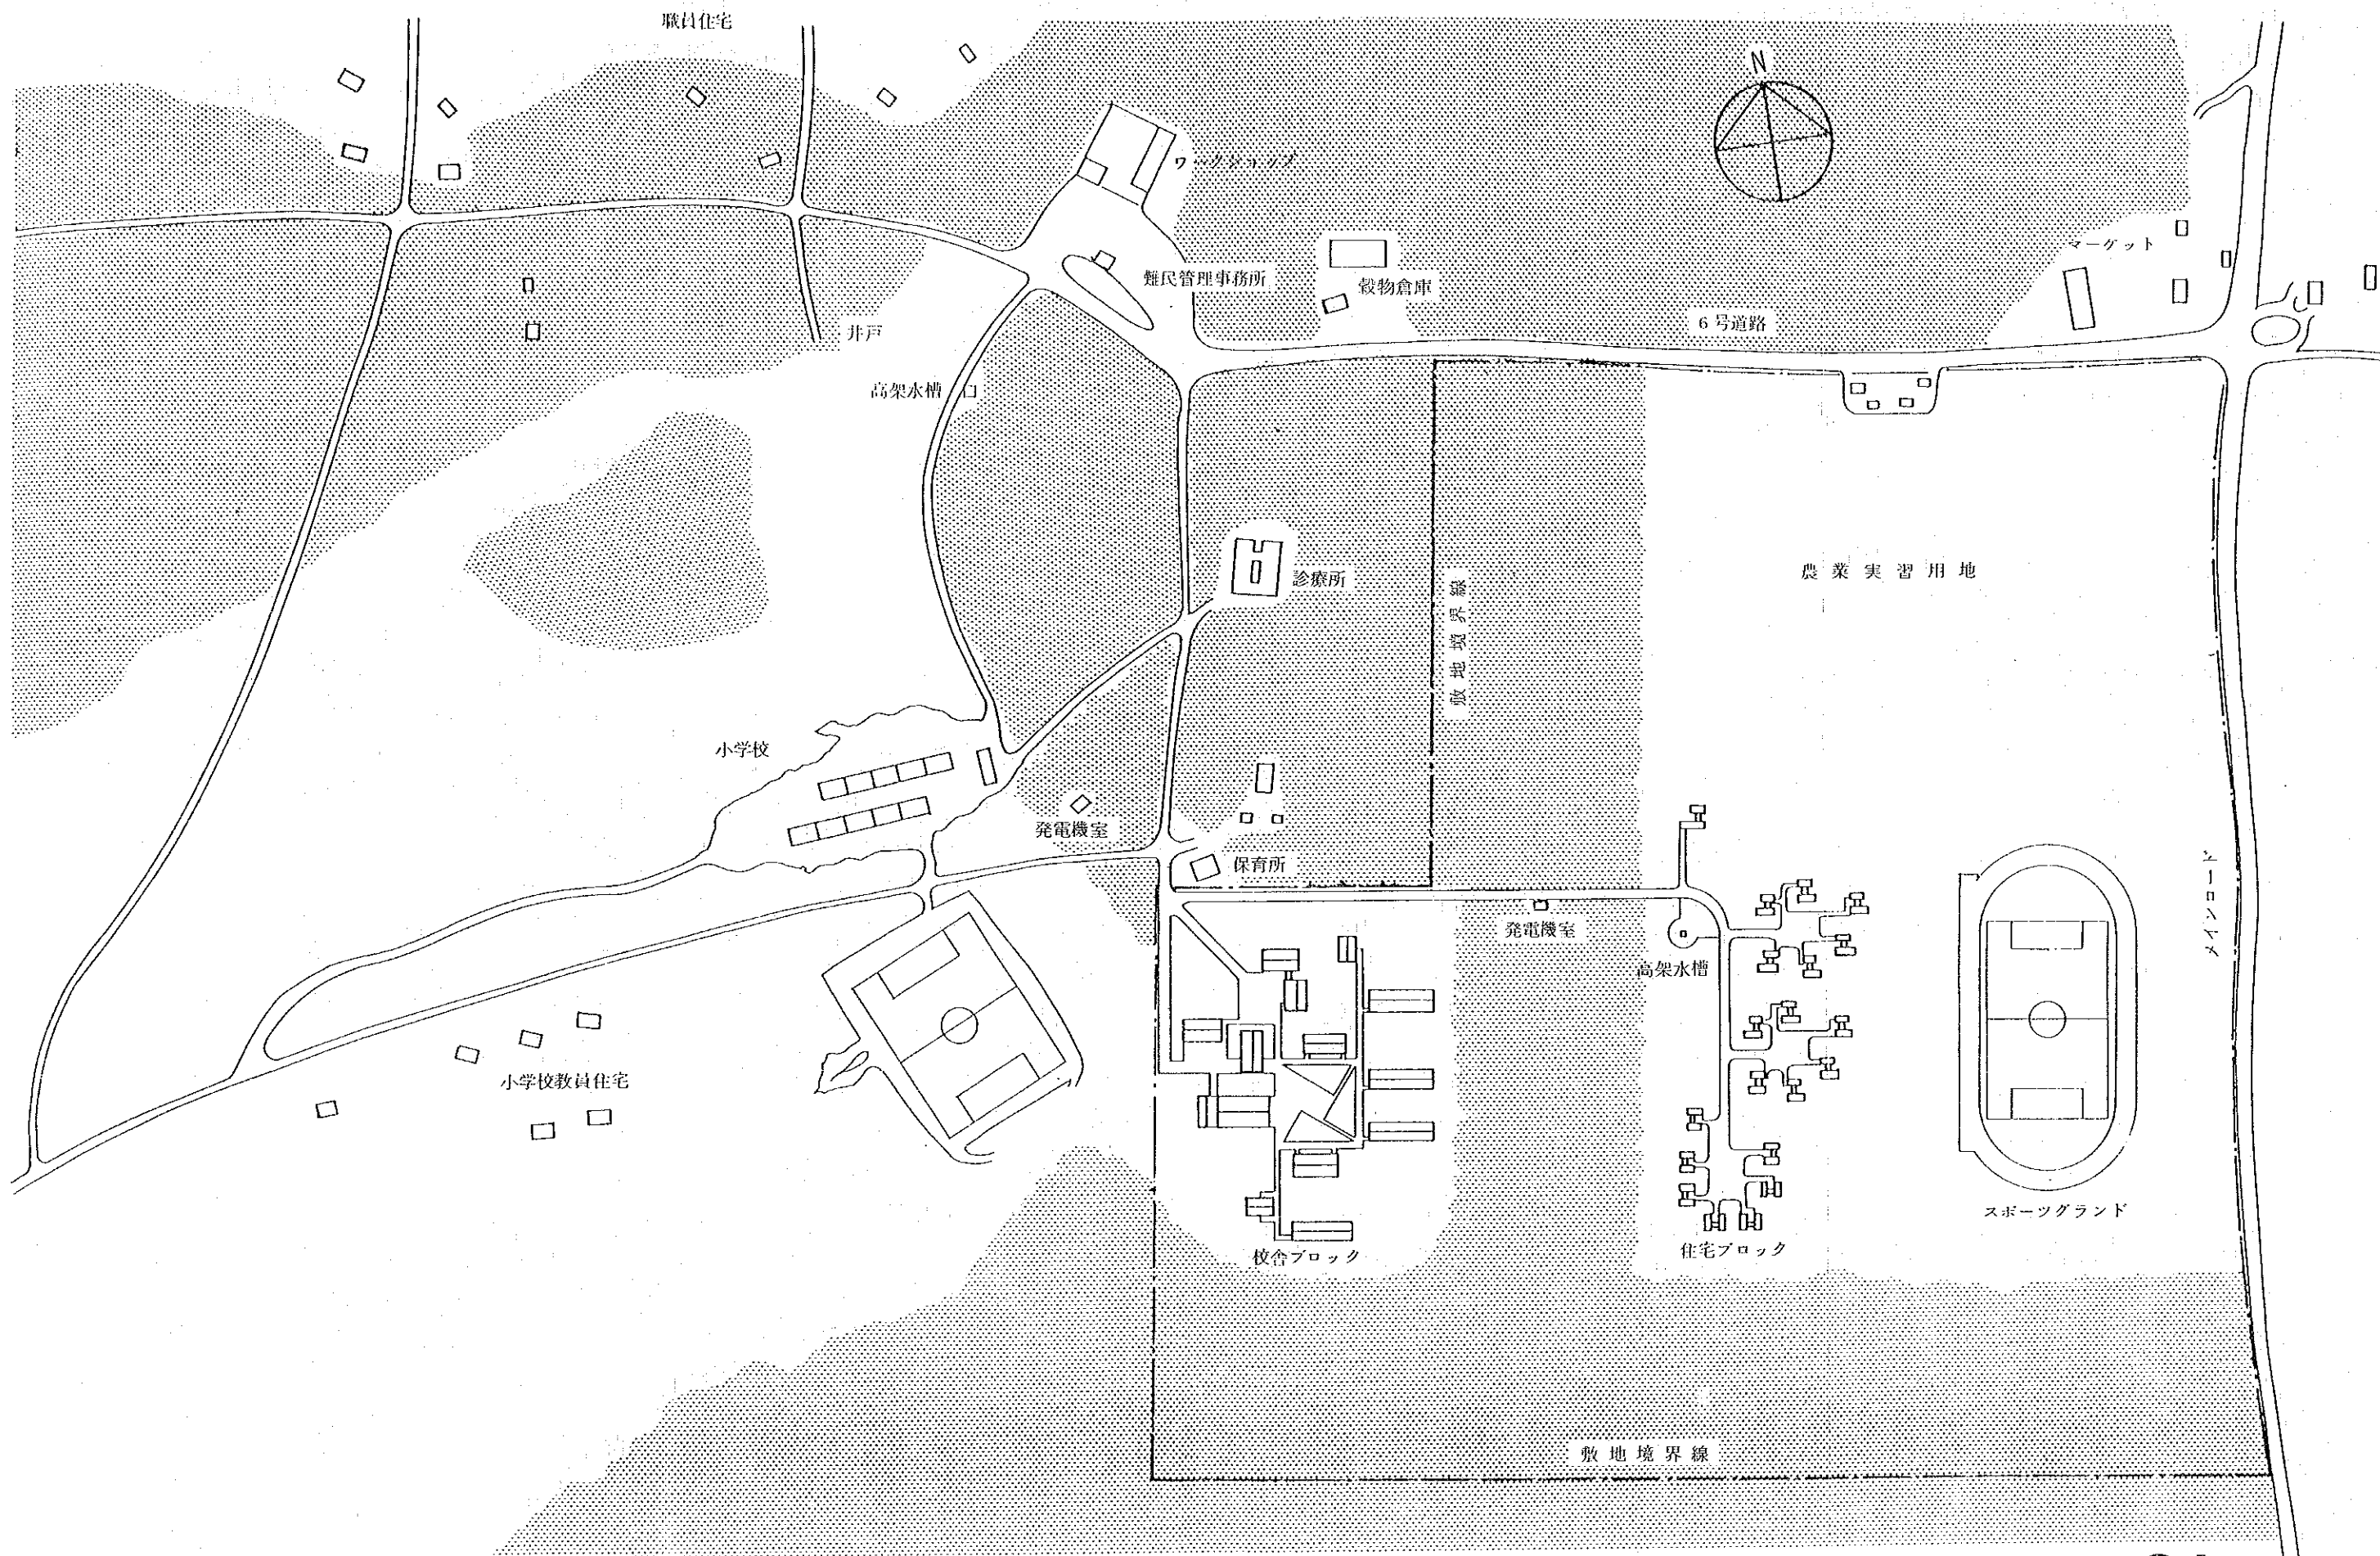 職員住宅
N
ワークショップ
マーケット
難民管理事務所
穀物倉庫
6号道路
井戸
高架水槽
農業実習用地
診療所
敷地境界線
小学校
発電機室
保育所
メインロード
発電機室
高架水槽
小学校教員住宅
スポーツグランド
校舎ブロック
住宅ブロック
敷地境界線